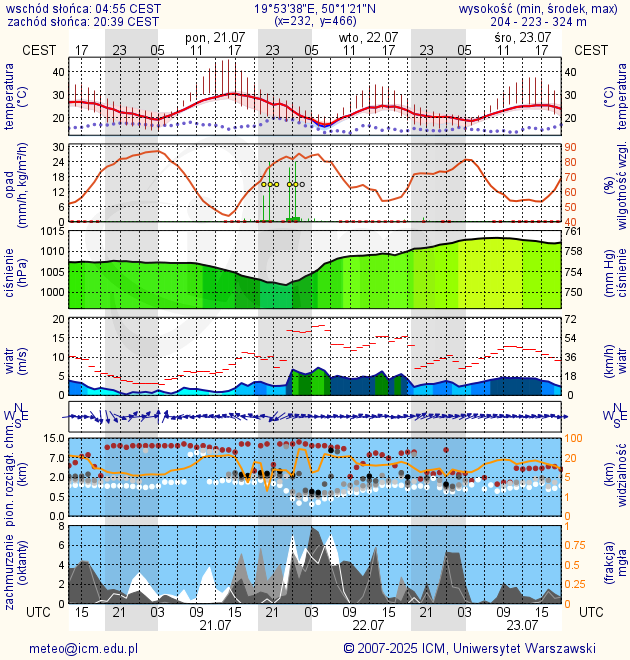 wschód słońca: 04:55 CEST 19°53'38"E, 50°1'21"N wysokość (min, środek, max)
zachód słońca: 20:39 CEST (x=232, y=466) 204 - 223 - 324 m
pon, 21.07 wto, 22.07 śro, 23.07
CEST 17 23 05 11 17 23 05 11 17 23 05 11 17 CEST
temperatura (°C)
40 30 20
40 30 20
temperatura (°C)
opad (mm/h, kg/m²/h)
30 24 18 12 6 0
90 80 70 60 50 40
(%) wilgotność wzgl.
ciśnienie (hPa)
1015 1010 1005 1000
761 758 754 750
(mm Hg) ciśnienie
wiatr (m/s)
20 15 10 5 0
72 54 36 18 0
(km/h) wiatr
N W E S
N W E S
pion. rozciągł. chm. (km)
15.0 7.0 2.0 0.5 0.0
100 20 5 1 0
(km) widzialność
zachmurzenie (oktanty)
8 6 4 2 0
1 0.75 0.5 0.25 0
(frakcja) mgła
UTC 15 21 03 09 15 21 03 09 15 21 03 09 15 UTC
21.07 22.07 23.07
meteo@icm.edu.pl © 2007-2025 ICM, Uniwersytet Warszawski